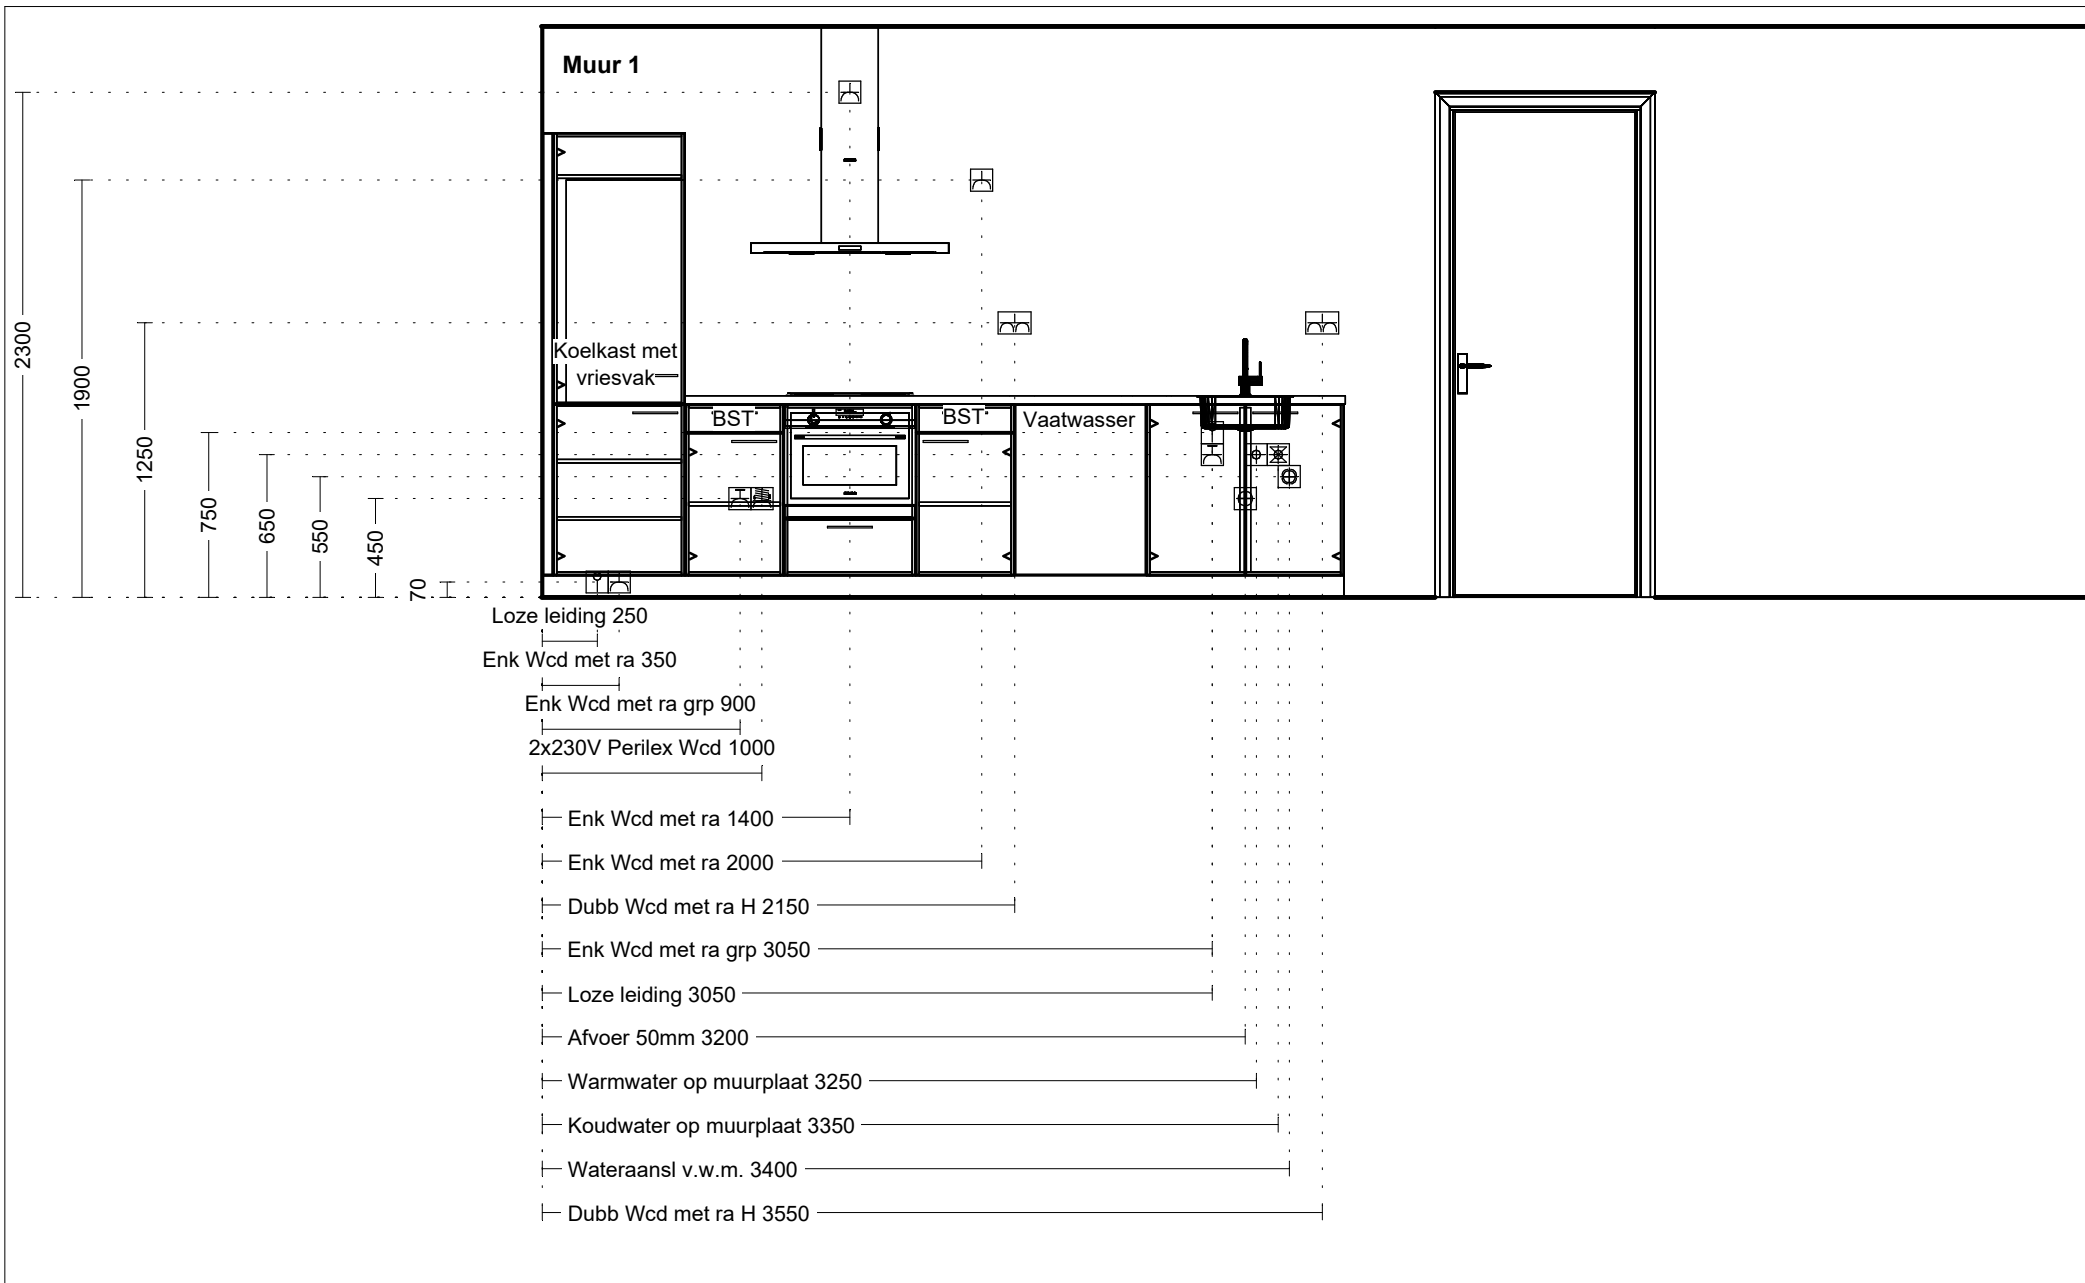 Muur 1
2300
1900
1250
750
650
550
450
70
Koelkast met
vriesvak
BST
BST
Vaatwasser
Loze leiding 250
Enk Wcd met ra 350
Enk Wcd met ra grp 900
2x230V Perilex Wcd 1000
Enk Wcd met ra 1400
Enk Wcd met ra 2000
Dubb Wcd met ra H 2150
Enk Wcd met ra grp 3050
Loze leiding 3050
Afvoer 50mm 3200
Warmwater op muurplaat 3250
Koudwater op muurplaat 3350
Wateraansl v.w.m. 3400
Dubb Wcd met ra H 3550